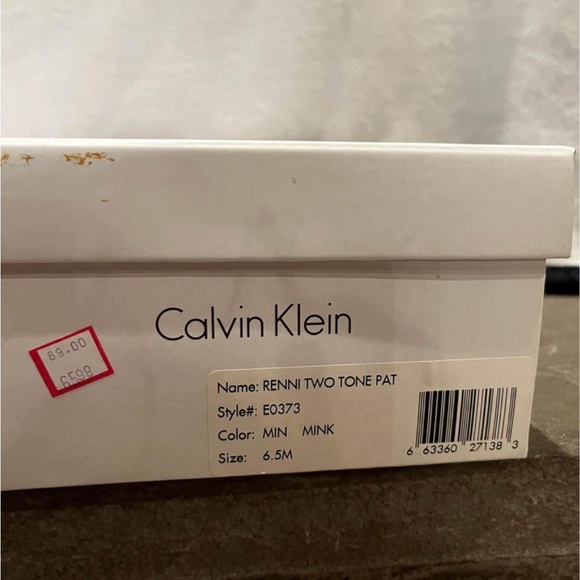 Calvin Klein
69.00
6599
Name: RENNI TWO TONE PAT
Style#: E0373
Color: MIN MINK
Size: 6.5M
6 63360 27138 3